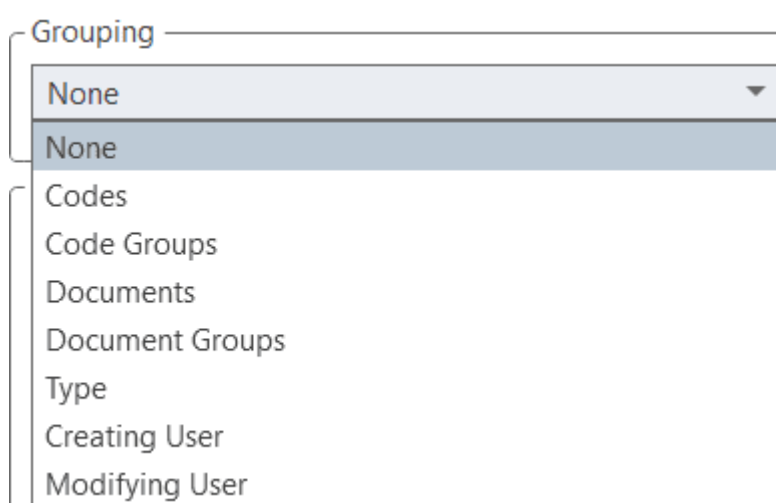 Grouping
None
None
Codes
Code Groups
Documents
Document Groups
Type
Creating User
Modifying User